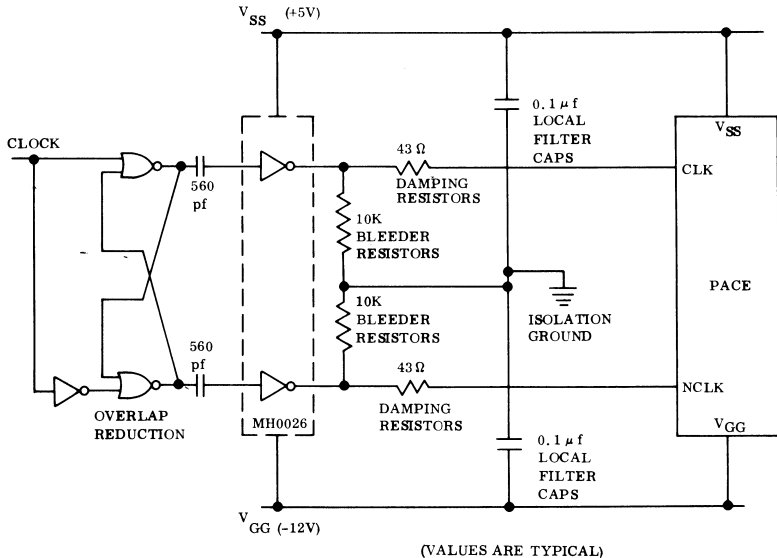 V SS (+5V)
0.1 µf
LOCAL
FILTER
CAPS
V SS
CLOCK
43 Ω
DAMPING
RESISTORS
CLK
560
pf
10K
BLEEDER
RESISTORS
PACE
ISOLATION
GROUND
10K
BLEEDER
RESISTORS
560
pf
43 Ω
NCLK
OVERLAP
REDUCTION
MH0026
DAMPING
RESISTORS
V GG
0.1 µf
LOCAL
FILTER
CAPS
V GG (-12V)
(VALUES ARE TYPICAL)